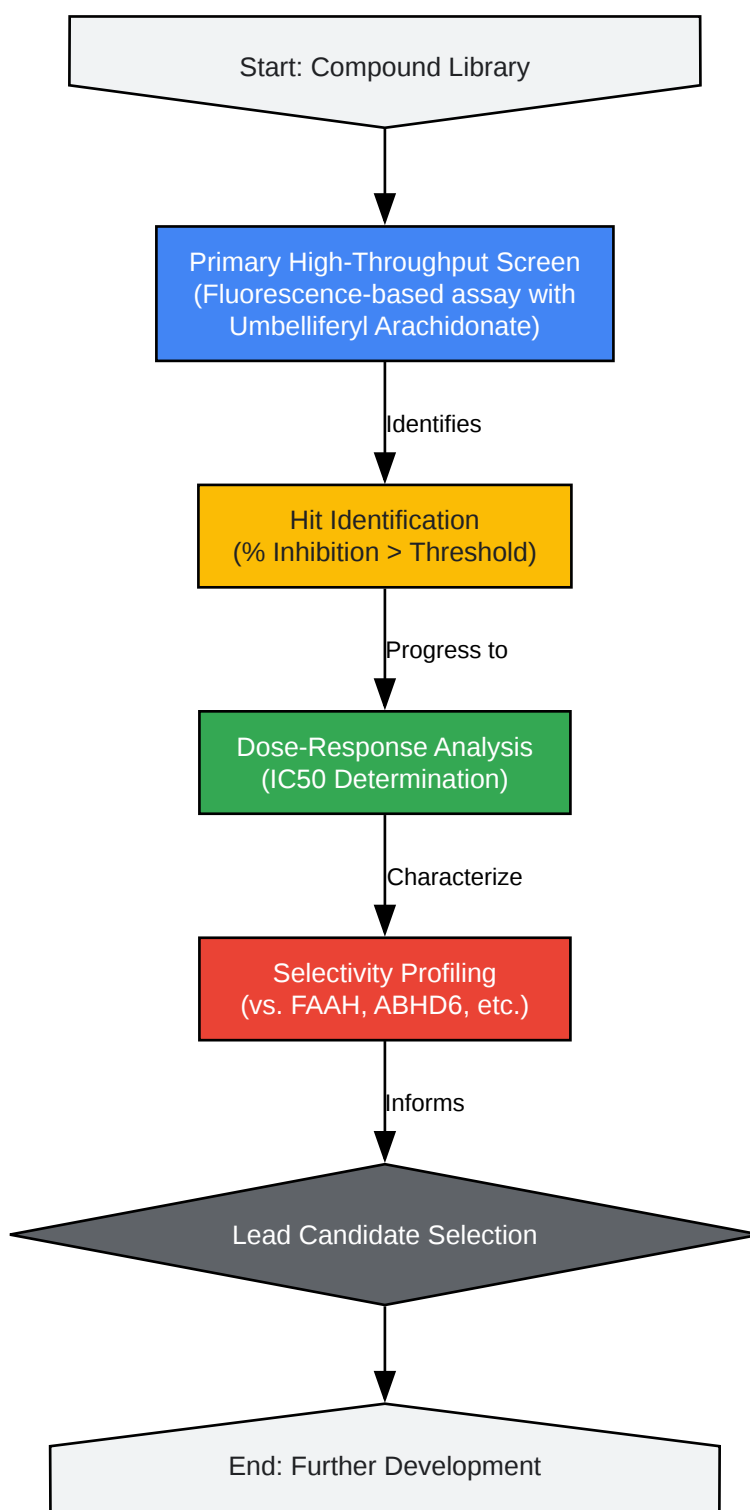 Start: Compound Library
Primary High-Throughput Screen
(Fluorescence-based assay with
Umbelliferyl Arachidonate)
Identifies
Hit Identification
(% Inhibition > Threshold)
Progress to
Dose-Response Analysis
(IC50 Determination)
Characterize
Selectivity Profiling
(vs. FAAH, ABHD6, etc.)
Informs
Lead Candidate Selection
End: Further Development